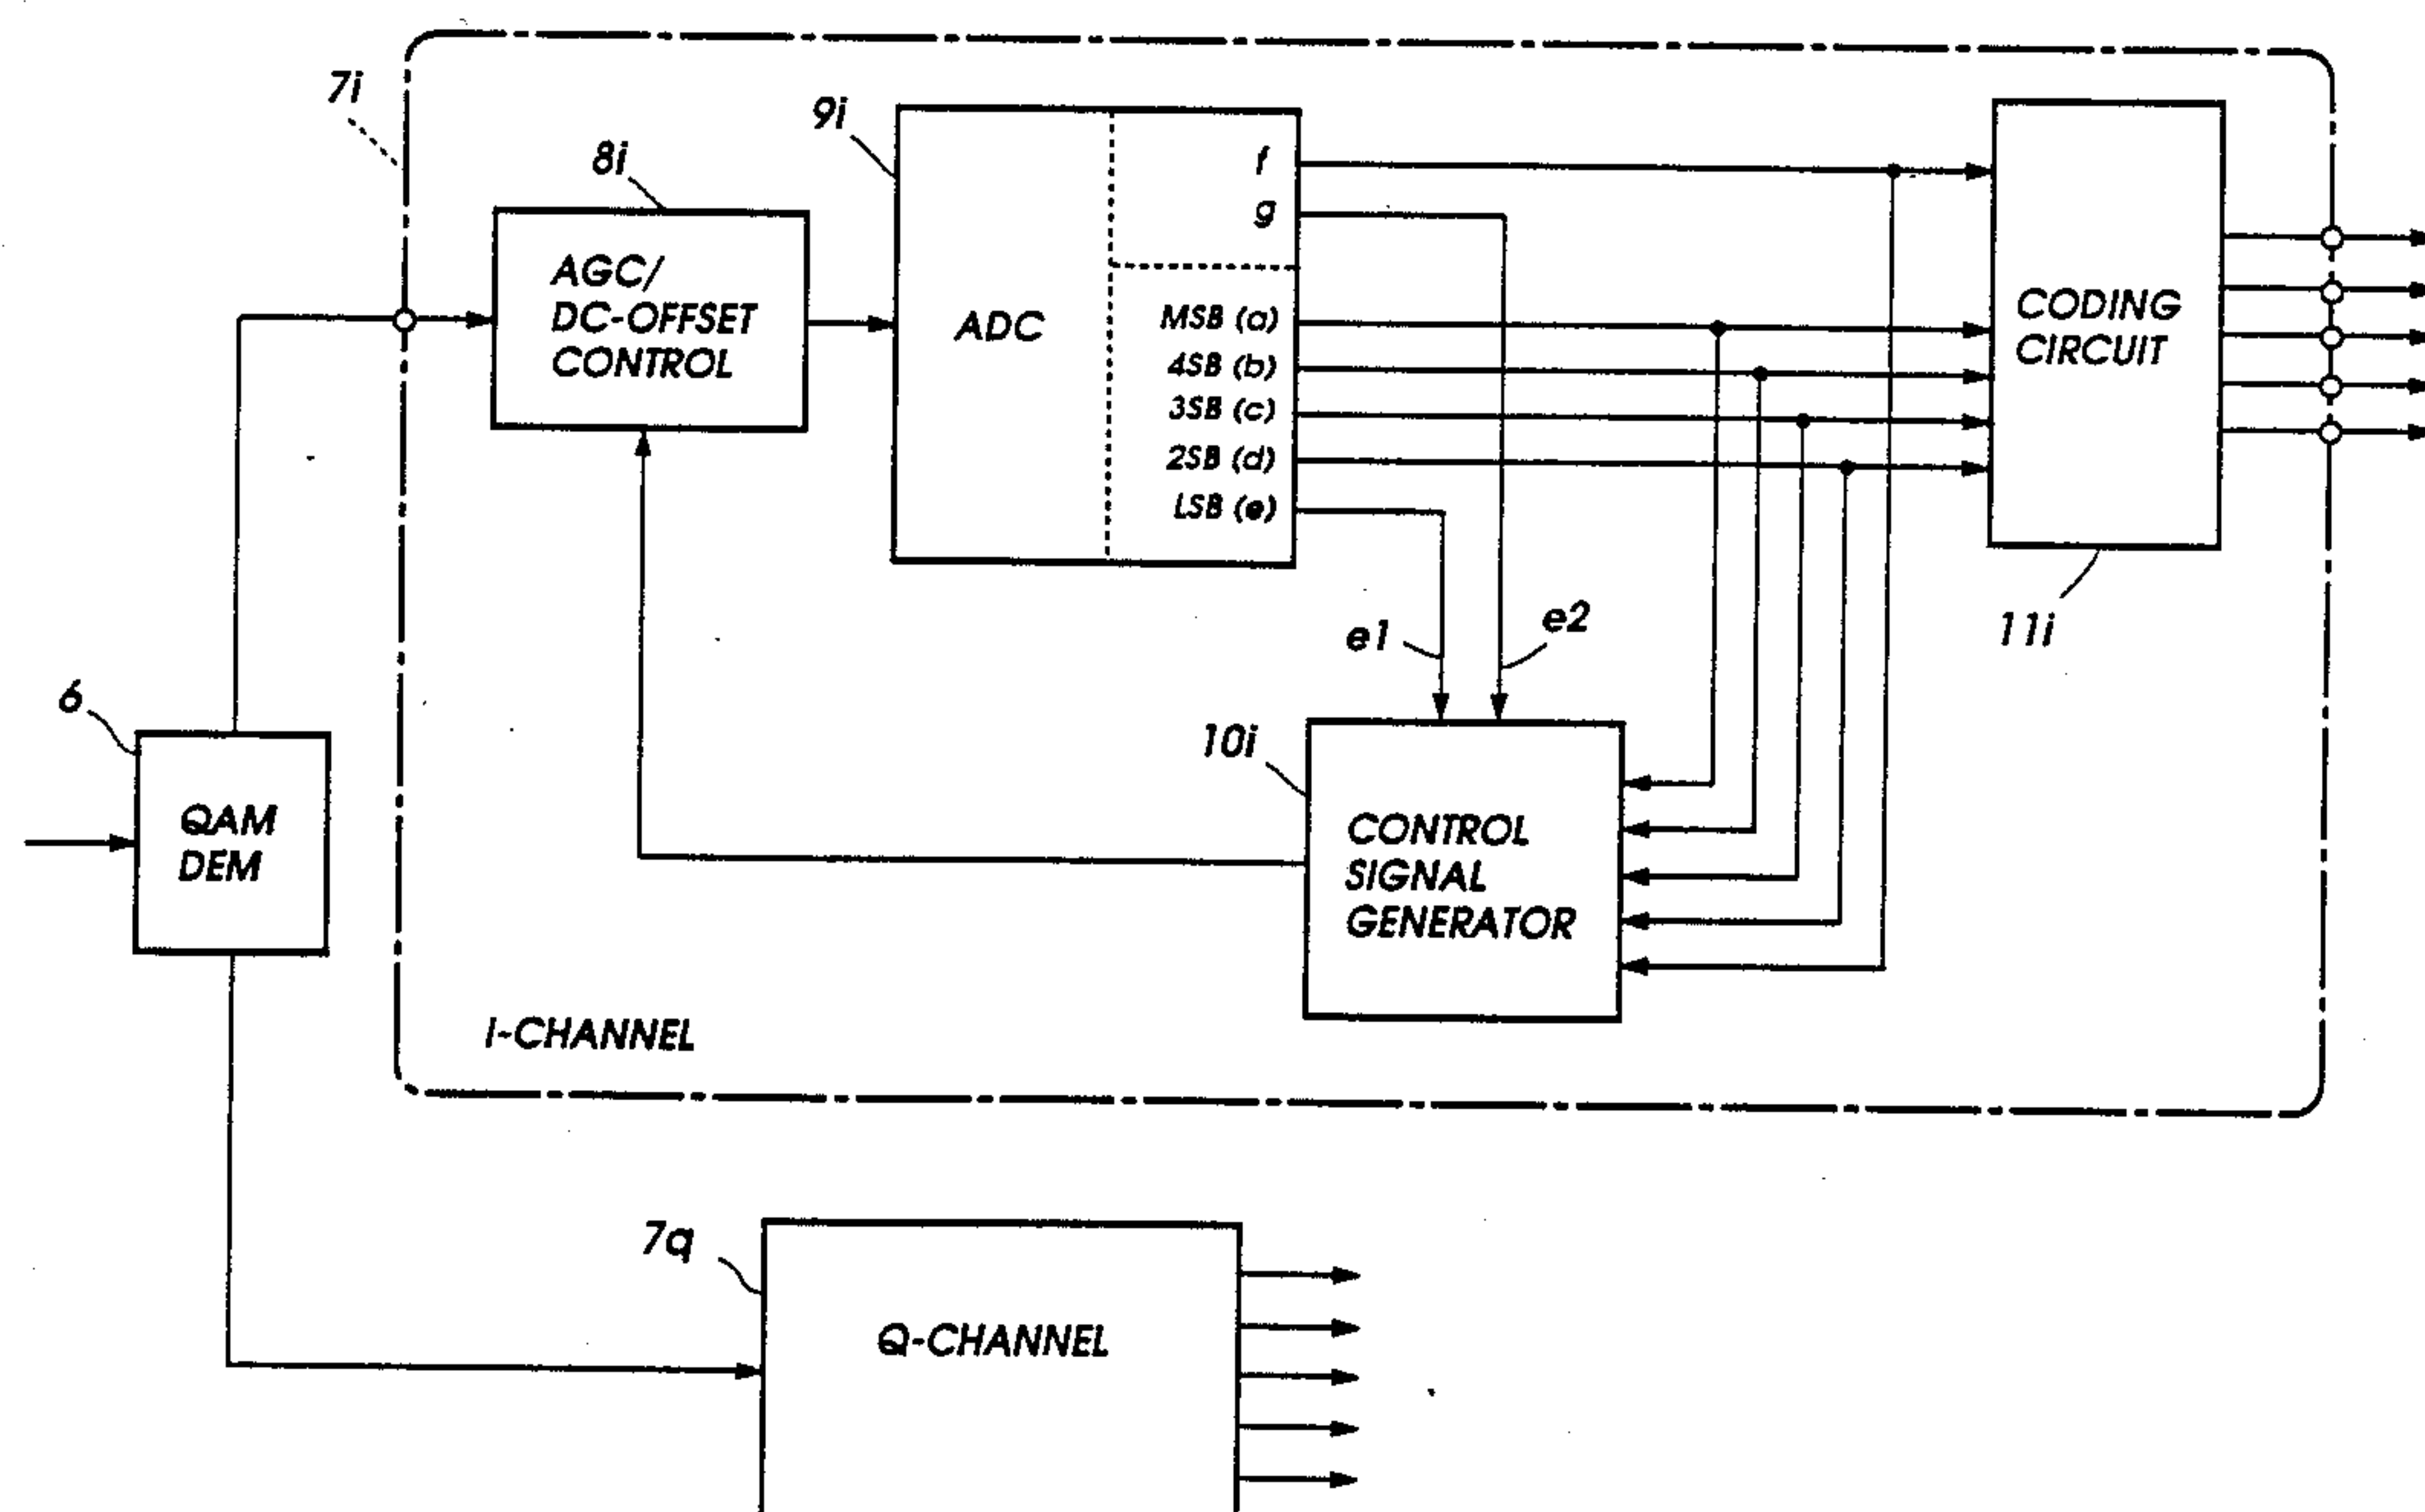 7i
8i
9i
f
g
AGC/
DC-OFFSET
CONTROL
ADC
MSB (a)
4SB (b)
3SB (c)
2SB (d)
LSB (e)
CODING
CIRCUIT
11i
e1
e2
6
10i
QAM
DEM
CONTROL
SIGNAL
GENERATOR
I-CHANNEL
7q
Q-CHANNEL